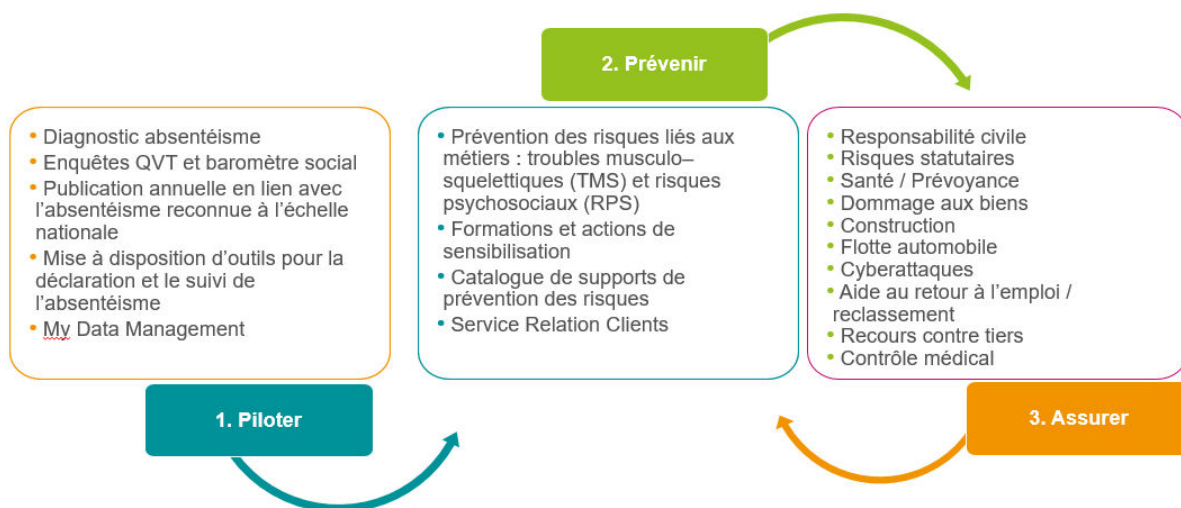 • Diagnostic absentéisme
• Enquêtes QVT et baromètre social
• Publication annuelle en lien avec
l’absentéisme reconnue à l’échelle
nationale
• Mise à disposition d’outils pour la
déclaration et le suivi de
l’absentéisme
• My Data Management
1. Piloter
2. Prévenir
• Prévention des risques liés aux
métiers : troubles musculo–
squelettiques (TMS) et risques
psychosociaux (RPS)
• Formations et actions de
sensibilisation
• Catalogue de supports de
prévention des risques
• Service Relation Clients
• Responsabilité civile
• Risques statutaires
• Santé / Prévoyance
• Dommage aux biens
• Construction
• Flotte automobile
• Cyberattaques
• Aide au retour à l’emploi /
reclassement
• Recours contre tiers
• Contrôle médical
3. Assurer